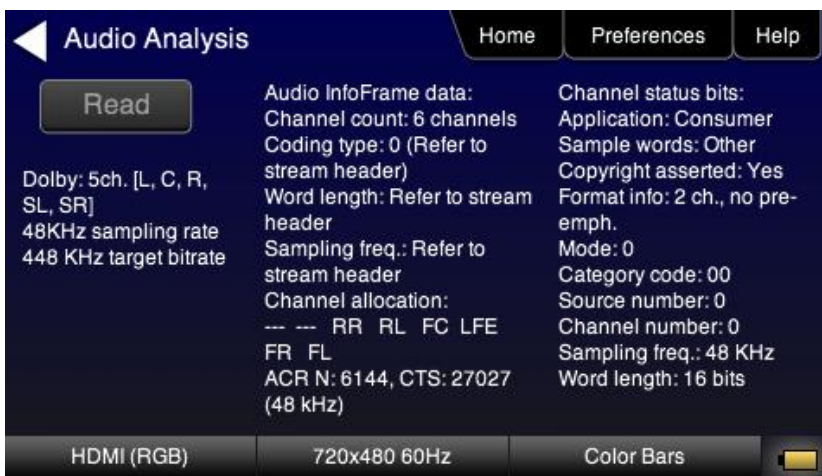 Audio Analysis
Home
Preferences
Help
Read
Dolby: 5ch. [L, C, R,
SL, SR]
48KHz sampling rate
448 KHz target bitrate
Audio InfoFrame data:
Channel count: 6 channels
Coding type: 0 (Refer to
stream header)
Word length: Refer to stream
header
Sampling freq.: Refer to
stream header
Channel allocation:
--- --- RR RL FC LFE
FR FL
ACR N: 6144, CTS: 27027
(48 kHz)
Channel status bits:
Application: Consumer
Sample words: Other
Copyright asserted: Yes
Format info: 2 ch., no pre-
emph.
Mode: 0
Category code: 00
Source number: 0
Channel number: 0
Sampling freq.: 48 KHz
Word length: 16 bits
HDMI (RGB)
720x480 60Hz
Color Bars